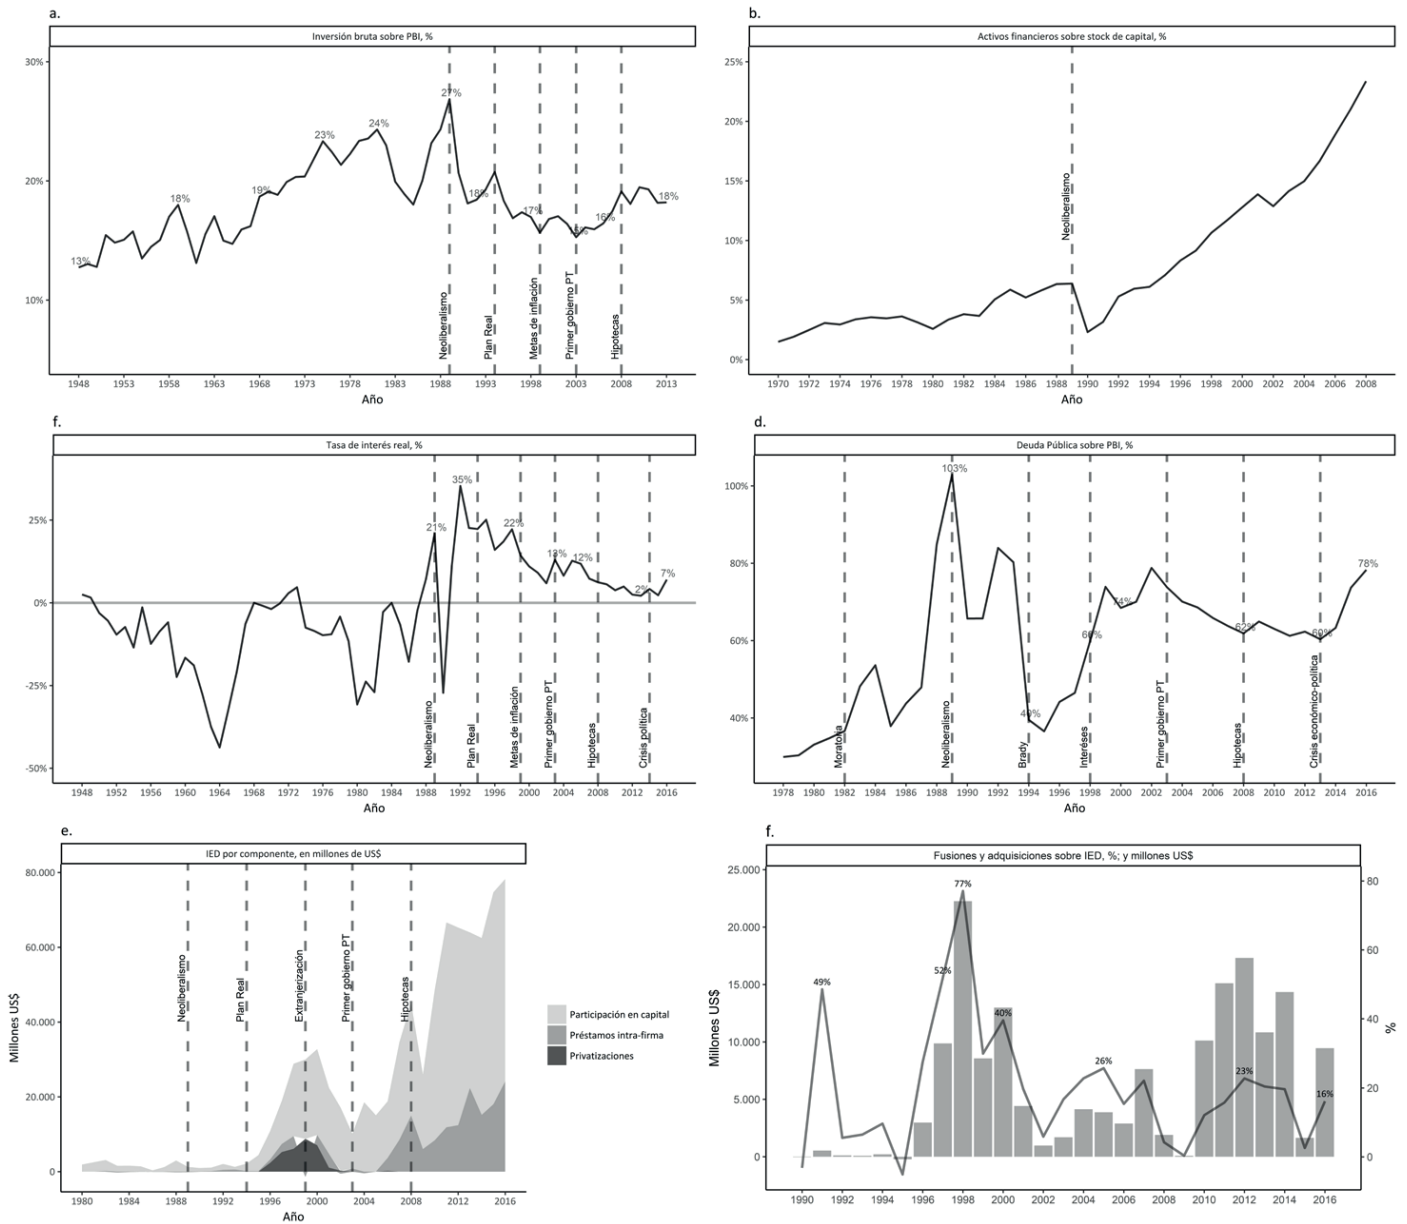 a.
Inversión bruta sobre PBI, %
30%
20%
10%
13%
18%
19%
23%
24%
27%
18%
17%
15%
16%
18%
Neoliberalismo
Plan Real
Metas de inflación
Primer gobierno PT
Hipotecas
1948 1953 1958 1963 1968 1973 1978 1983 1988 1993 1998 2003 2008 2013
Año
b.
Activos financieros sobre stock de capital, %
25%
20%
15%
10%
5%
0%
Neoliberalismo
1970 1972 1974 1976 1978 1980 1982 1984 1986 1988 1990 1992 1994 1996 1998 2000 2002 2004 2006 2008
Año
f.
Tasa de interés real, %
25%
0%
-25%
-50%
21%
35%
22%
13%
12%
2%
7%
Neoliberalismo
Plan Real
Metas de inflación
Primer gobierno PT
Hipotecas
Crisis política
1948 1952 1956 1960 1964 1968 1972 1976 1980 1984 1988 1992 1996 2000 2004 2008 2012 2016
Año
d.
Deuda Pública sobre PBI, %
100%
80%
60%
40%
103%
40%
60%
74%
62%
60%
78%
Moratoria
Neoliberalismo
Brady
Interéses
Primer gobierno PT
Hipotecas
Crisis económico-política
1978 1980 1982 1984 1986 1988 1990 1992 1994 1996 1998 2000 2002 2004 2006 2008 2010 2012 2014 2016
Año
e.
IED por componente, en millones de US$
Millones US$
80.000
60.000
40.000
20.000
0
Neoliberalismo
Plan Real
Extranjerización
Primer gobierno PT
Hipotecas
1980 1984 1988 1992 1996 2000 2004 2008 2012 2016
Año
Participación en capital
Préstamos intra-firma
Privatizaciones
f.
Fusiones y adquisiciones sobre IED, %; y millones US$
Millones US$
25.000
20.000
15.000
10.000
5.000
0
49%
52%
77%
40%
26%
23%
16%
80
60
40
20
0
%
1990 1992 1994 1996 1998 2000 2002 2004 2006 2008 2010 2012 2014 2016